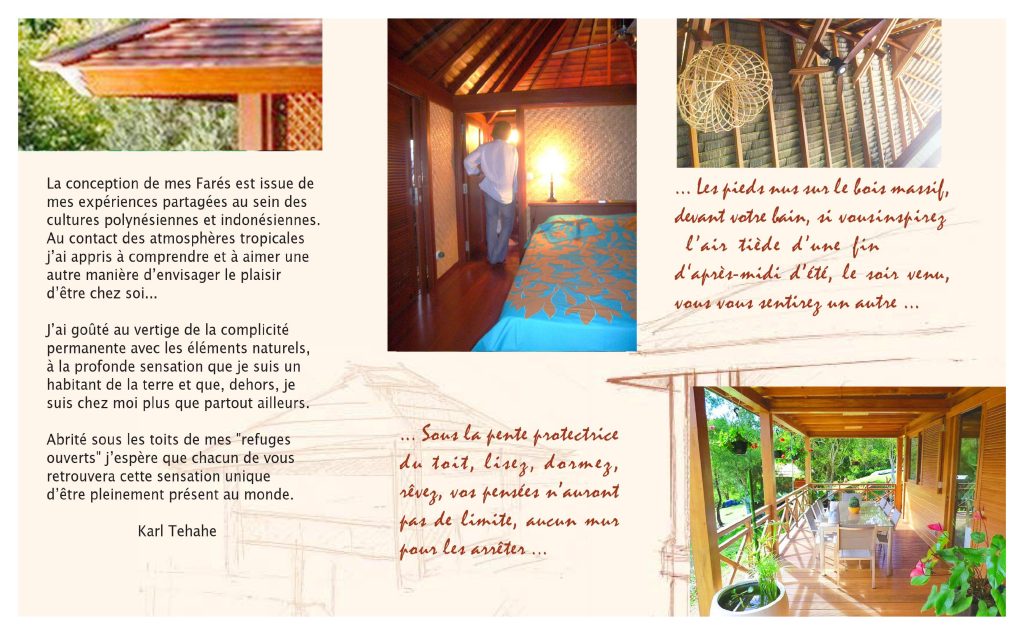 La conception de mes Farés est issue de
mes expériences partagées au sein des
cultures polynésiennes et indonésiennes.
Au contact des atmosphères tropicales
j'ai appris à comprendre et à aimer une
autre manière d'envisager le plaisir
d'être chez soi...
J'ai goûté au vertige de la complicité
permanente avec les éléments naturels,
à la profonde sensation que je suis un
habitant de la terre et que, dehors, je
suis chez moi plus que partout ailleurs.
Abrité sous les toits de mes "refuges
ouverts" j'espère que chacun de vous
retrouvera cette sensation unique
d'être pleinement présent au monde.
Karl Tehahe
... Sous la pente protectrice
du toit, lisez, dormez,
rêvez, vos pensées n'auront
pas de limite, aucun mur
pour les arrêter ...
... Les pieds nus sur le bois massif,
devant votre bain, si vousinspirez
l'air tiède d'une fin
d'après-midi d'été, le soir venu,
vous vous sentirez un autre ...